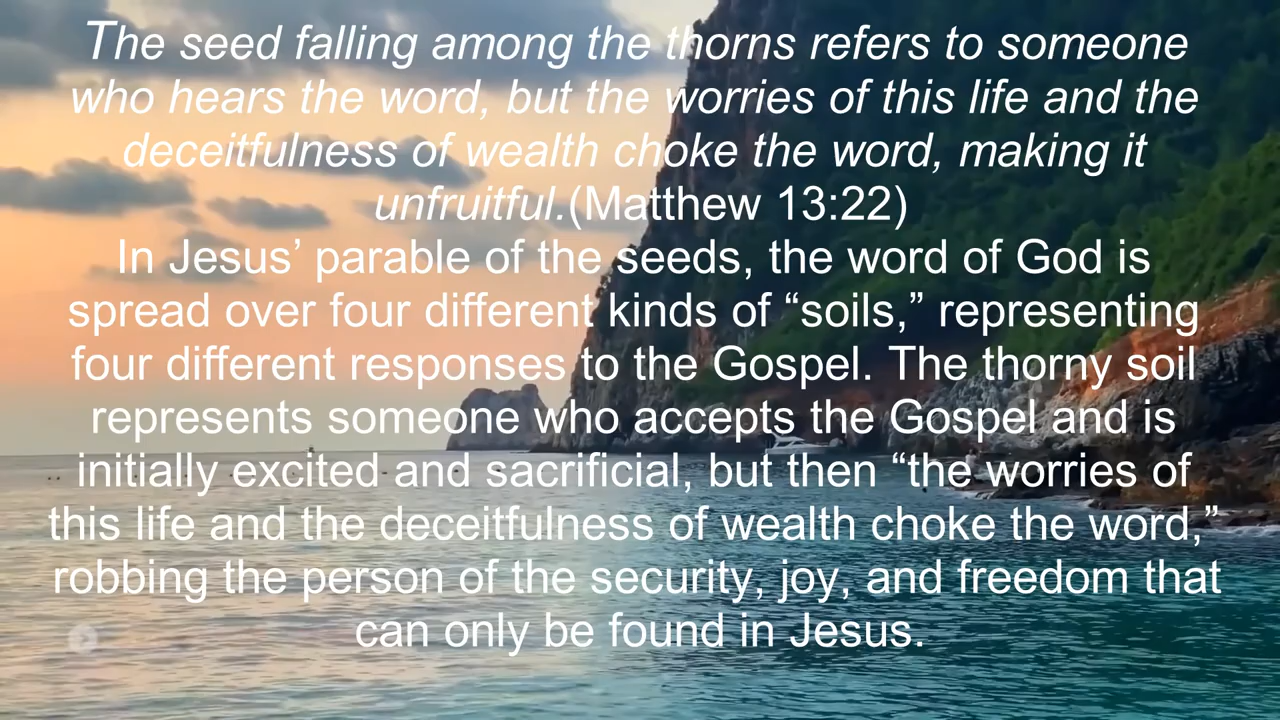 The seed falling among the thorns refers to someone
who hears the word, but the worries of this life and the
deceitfulness of wealth choke the word, making it
unfruitful.(Matthew 13:22)
In Jesus’ parable of the seeds, the word of God is
spread over four different kinds of “soils,” representing
four different responses to the Gospel. The thorny soil
represents someone who accepts the Gospel and is
initially excited and sacrificial, but then “the worries of
this life and the deceitfulness of wealth choke the word,”
robbing the person of the security, joy, and freedom that
can only be found in Jesus.